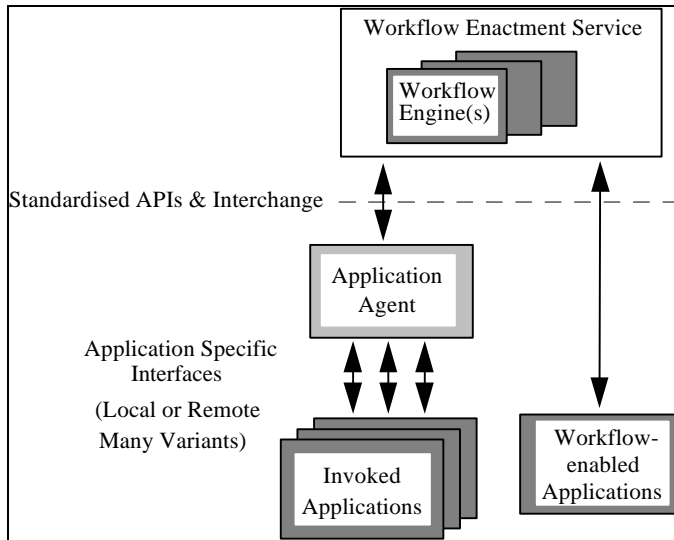 Workflow Enactment Service
Workflow
Engine(s)
Standardised APIs & Interchange
Application
Agent
Application Specific
Interfaces
(Local or Remote
Many Variants)
Invoked
Applications
Workflow-
enabled
Applications